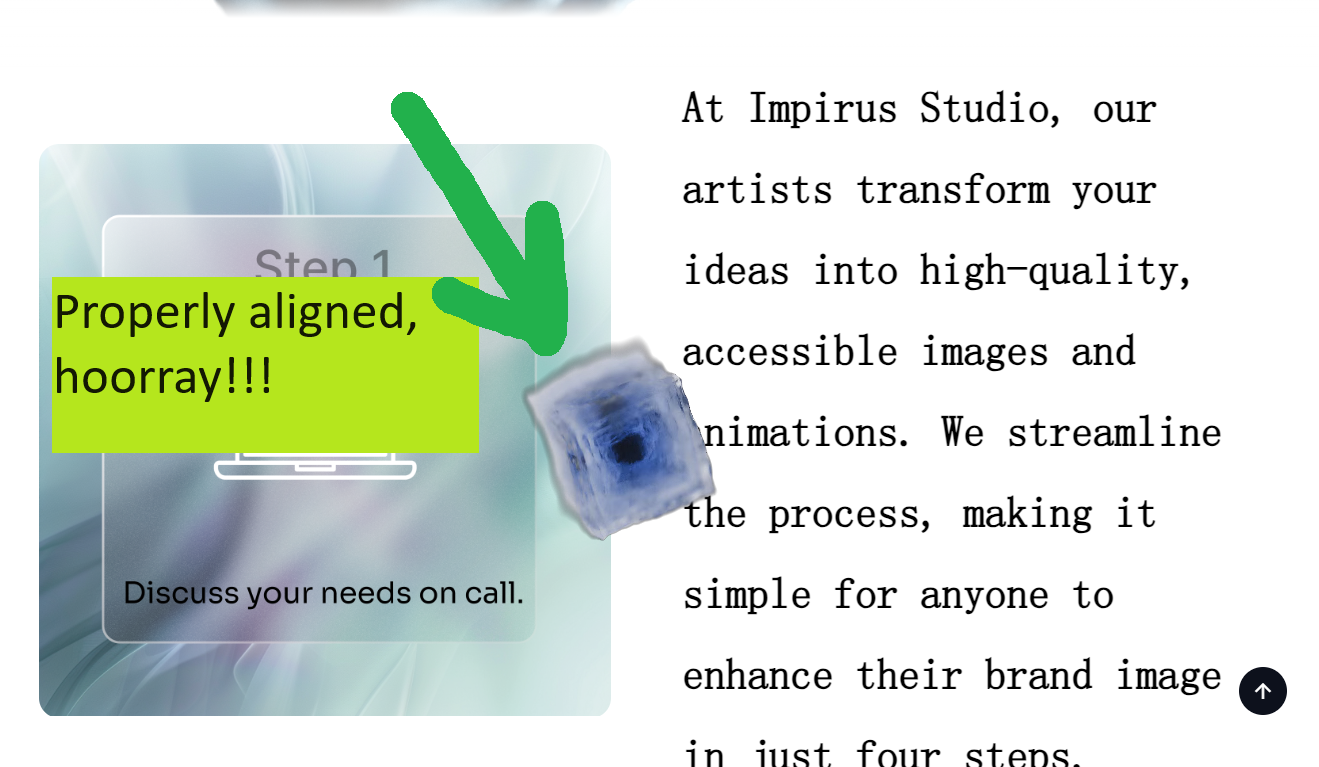 Step 1
Properly aligned,
hoorray!!!
Discuss your needs on call.
At Impirus Studio, our
artists transform your
ideas into high-quality,
accessible images and
animations. We streamline
the process, making it
simple for anyone to
enhance their brand image
in just four steps.